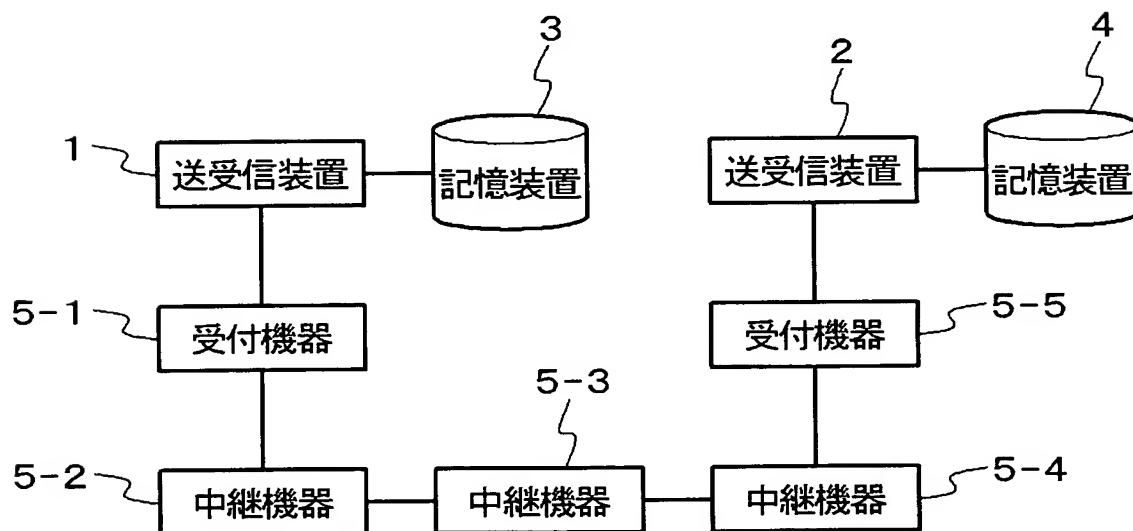 3
4
2
1
送受信装置
記憶装置
送受信装置
記憶装置
5-1
受付機器
受付機器
5-5
5-3
5-2
中継機器
中継機器
中継機器
5-4